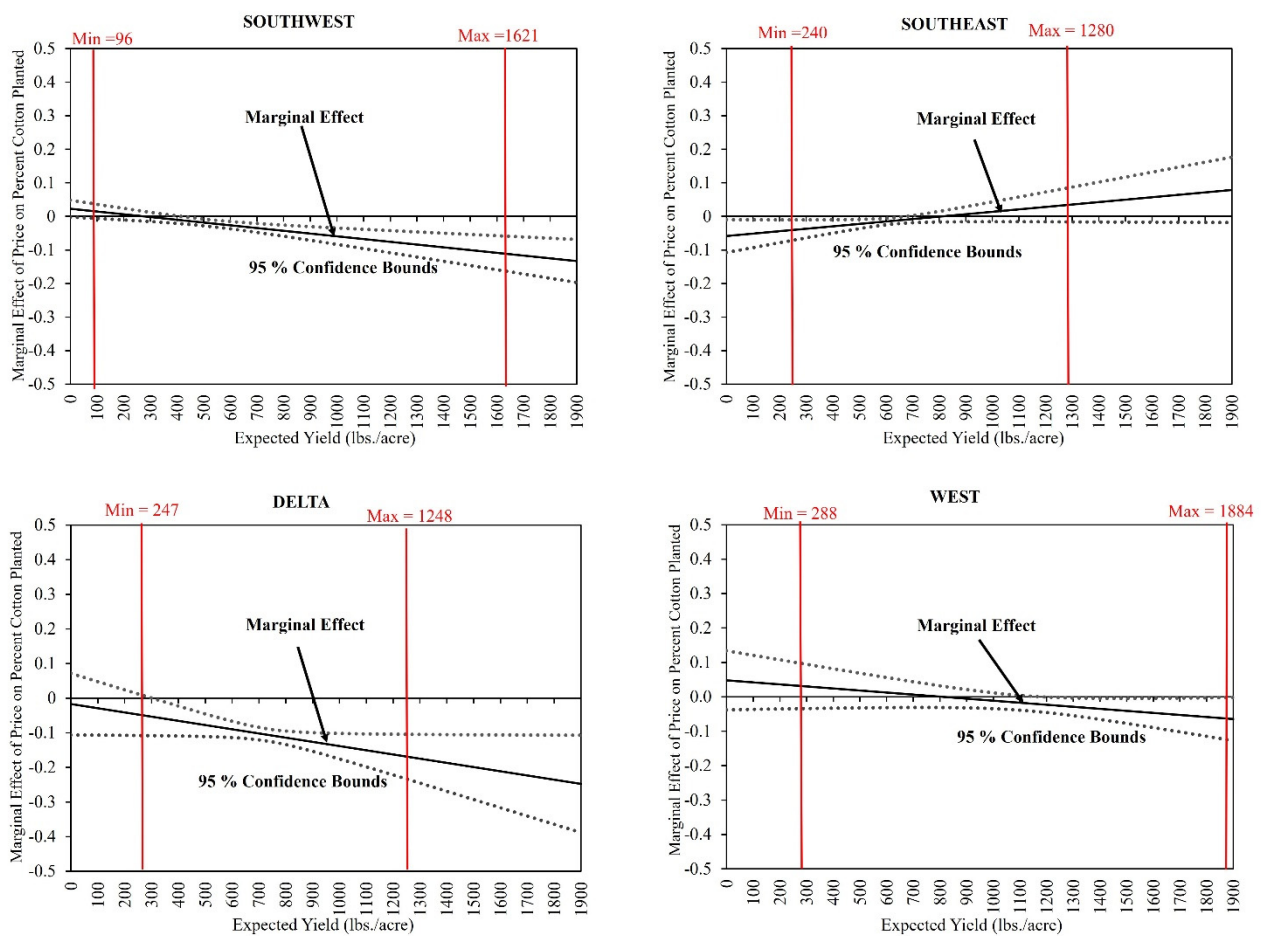 SOUTHWEST
Min =96
Max =1621
Marginal Effect of Price on Percent Cotton Planted
0.5
0.4
0.3
0.2
0.1
0
-0.1
-0.2
-0.3
-0.4
-0.5
Marginal Effect
95 % Confidence Bounds
0 100 200 300 400 500 600 700 800 900 1000 1100 1200 1300 1400 1500 1600 1700 1800 1900
Expected Yield (lbs./acre)
SOUTHEAST
Min =240
Max =1280
Marginal Effect of Price on Percent Cotton Planted
0.5
0.4
0.3
0.2
0.1
0
-0.1
-0.2
-0.3
-0.4
-0.5
Marginal Effect
95 % Confidence Bounds
0 100 200 300 400 500 600 700 800 900 1000 1100 1200 1300 1400 1500 1600 1700 1800 1900
Expected Yield (lbs./acre)
DELTA
Min = 247
Max = 1248
Marginal Effect of Price on Percent Cotton Planted
0.5
0.4
0.3
0.2
0.1
0
-0.1
-0.2
-0.3
-0.4
-0.5
Marginal Effect
95 % Confidence Bounds
0 100 200 300 400 500 600 700 800 900 1000 1100 1200 1300 1400 1500 1600 1700 1800 1900
Expected Yield (lbs./acre)
WEST
Min = 288
Max = 1884
Marginal Effect of Price on Percent Cotton Planted
0.5
0.4
0.3
0.2
0.1
0.0
-0.1
-0.2
-0.3
-0.4
-0.5
Marginal Effect
95 % Confidence Bounds
0 100 200 300 400 500 600 700 800 900 1000 1100 1200 1300 1400 1500 1600 1700 1800 1900
Expected Yield (lbs./acre)